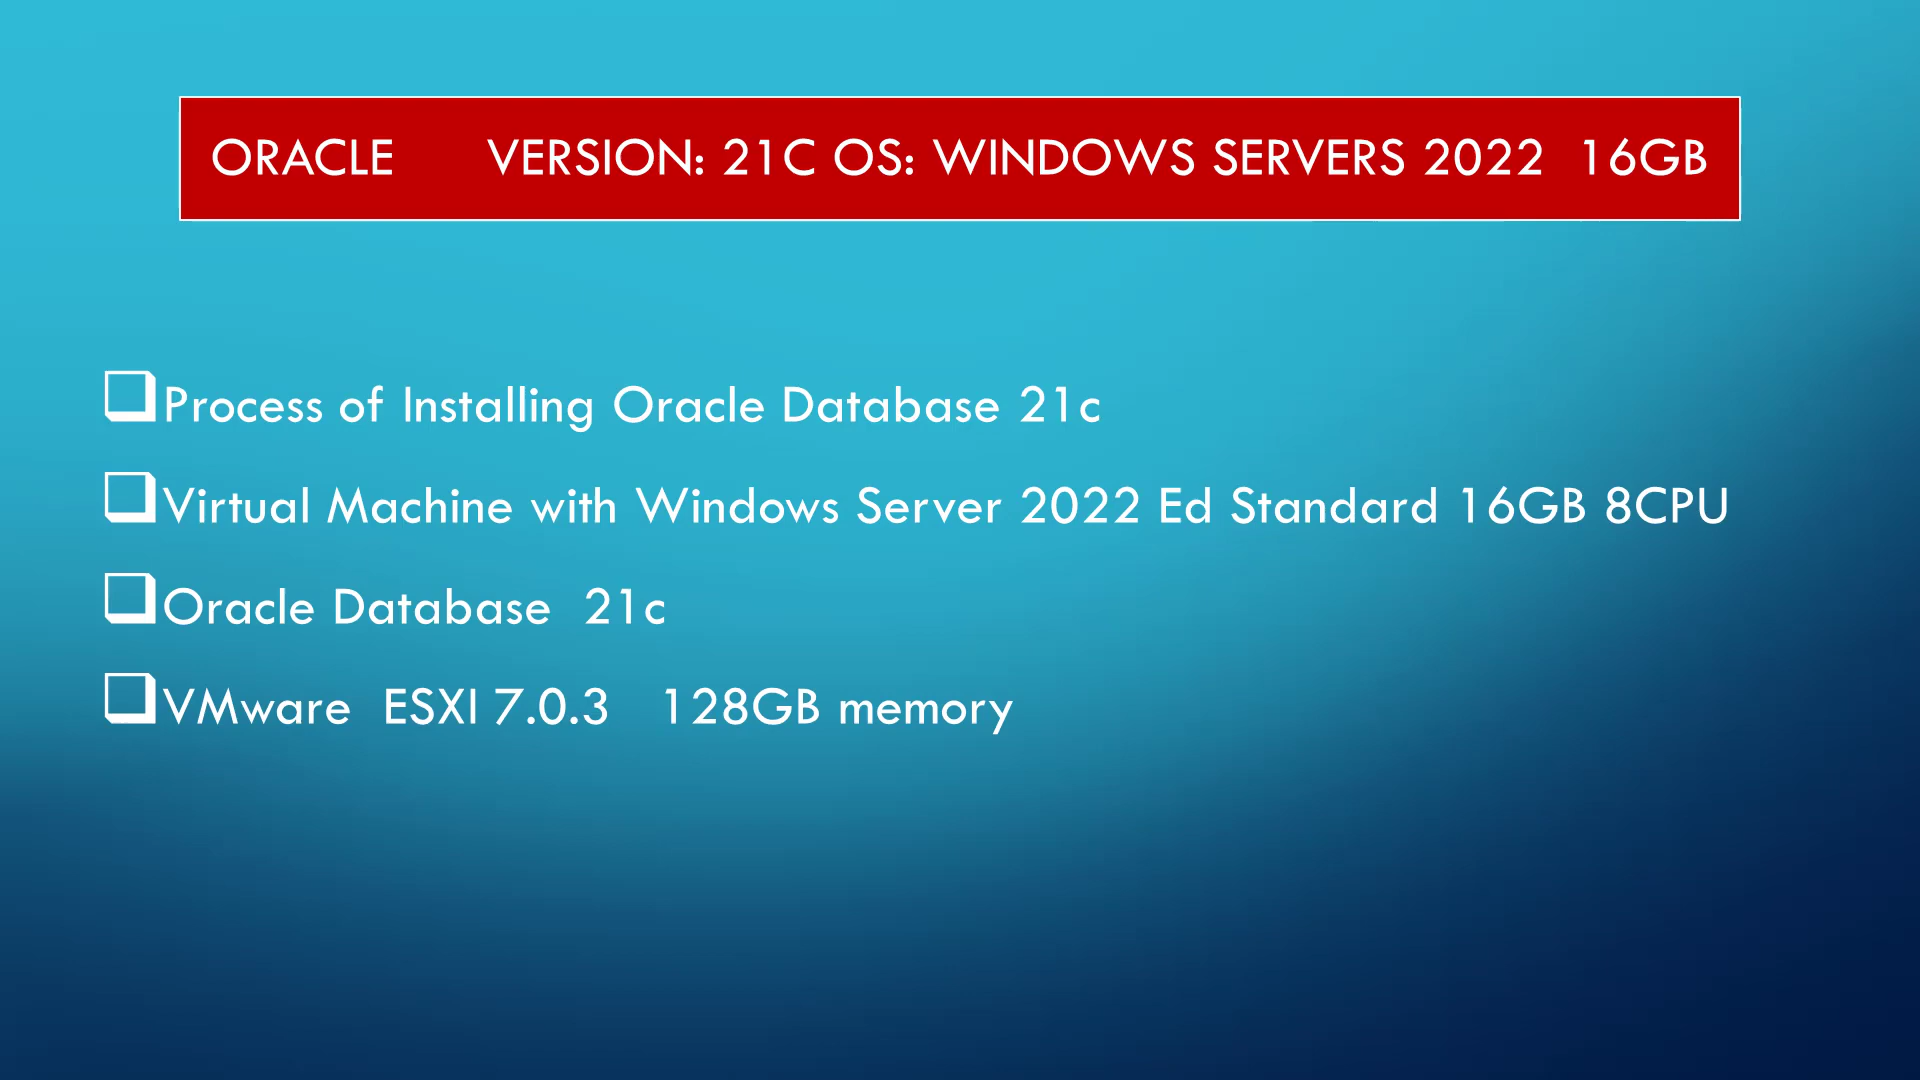 ORACLE VERSION: 21C OS: WINDOWS SERVERS 2022 16GB
Process of Installing Oracle Database 21c
Virtual Machine with Windows Server 2022 Ed Standard 16GB 8CPU
Oracle Database 21c
VMware ESXI 7.0.3 128GB memory